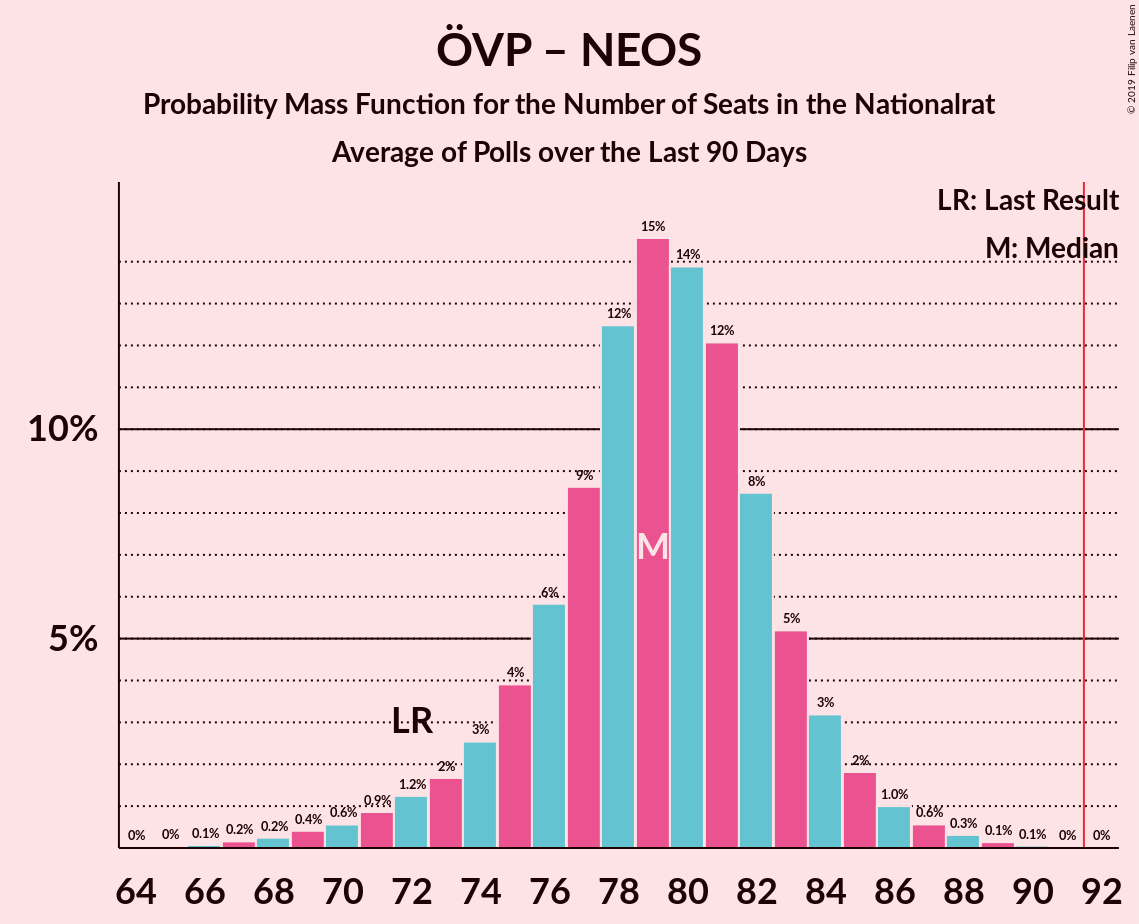 ÖVP – NEOS
Probability Mass Function for the Number of Seats in the Nationalrat
Average of Polls over the Last 90 Days
© 2019 Filip van Laenen
LR: Last Result
M: Median
10%
5%
0% 0% 0.1% 0.2% 0.2% 0.4% 0.6% 0.9% 1.2% 2% 3% 4% 6% 9% 12% 15% 14% 12% 8% 5% 3% 2% 1.0% 0.6% 0.3% 0.1% 0.1% 0% 0%
LR
M
64 66 68 70 72 74 76 78 80 82 84 86 88 90 92